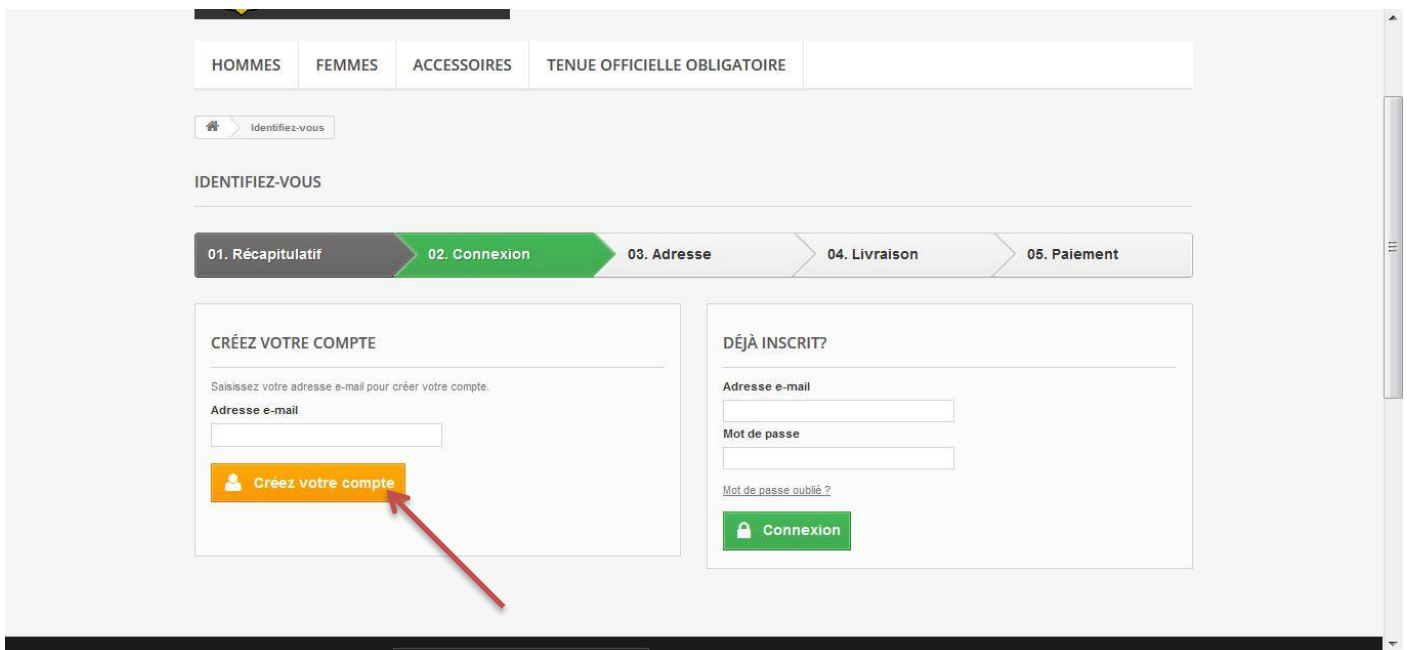 HOMMES FEMMES ACCESSOIRES TENUE OFFICIELLE OBLIGATOIRE
Identifiez-vous
IDENTIFIEZ-VOUS
01. Récapitulatif 02. Connexion 03. Adresse 04. Livraison 05. Paiement
CRÉEZ VOTRE COMPTE
Saisissez votre adresse e-mail pour créer votre compte.
Adresse e-mail
Créez votre compte
DÉJÀ INSCRIT?
Adresse e-mail
Mot de passe
Mot de passe oublié ?
Connexion